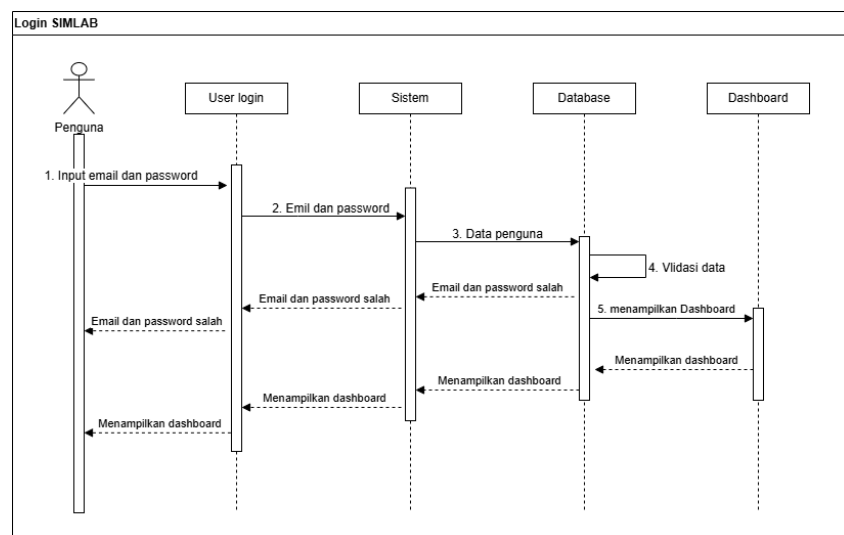 Login SIMLAB
Penguna
User login
Sistem
Database
Dashboard
1. Input email dan password
2. Emil dan password
3. Data penguna
4. Vlidasi data
Email dan password salah
Email dan password salah
Email dan password salah
5. menampilkan Dashboard
Menampilkan dashboard
Menampilkan dashboard
Menampilkan dashboard
Menampilkan dashboard